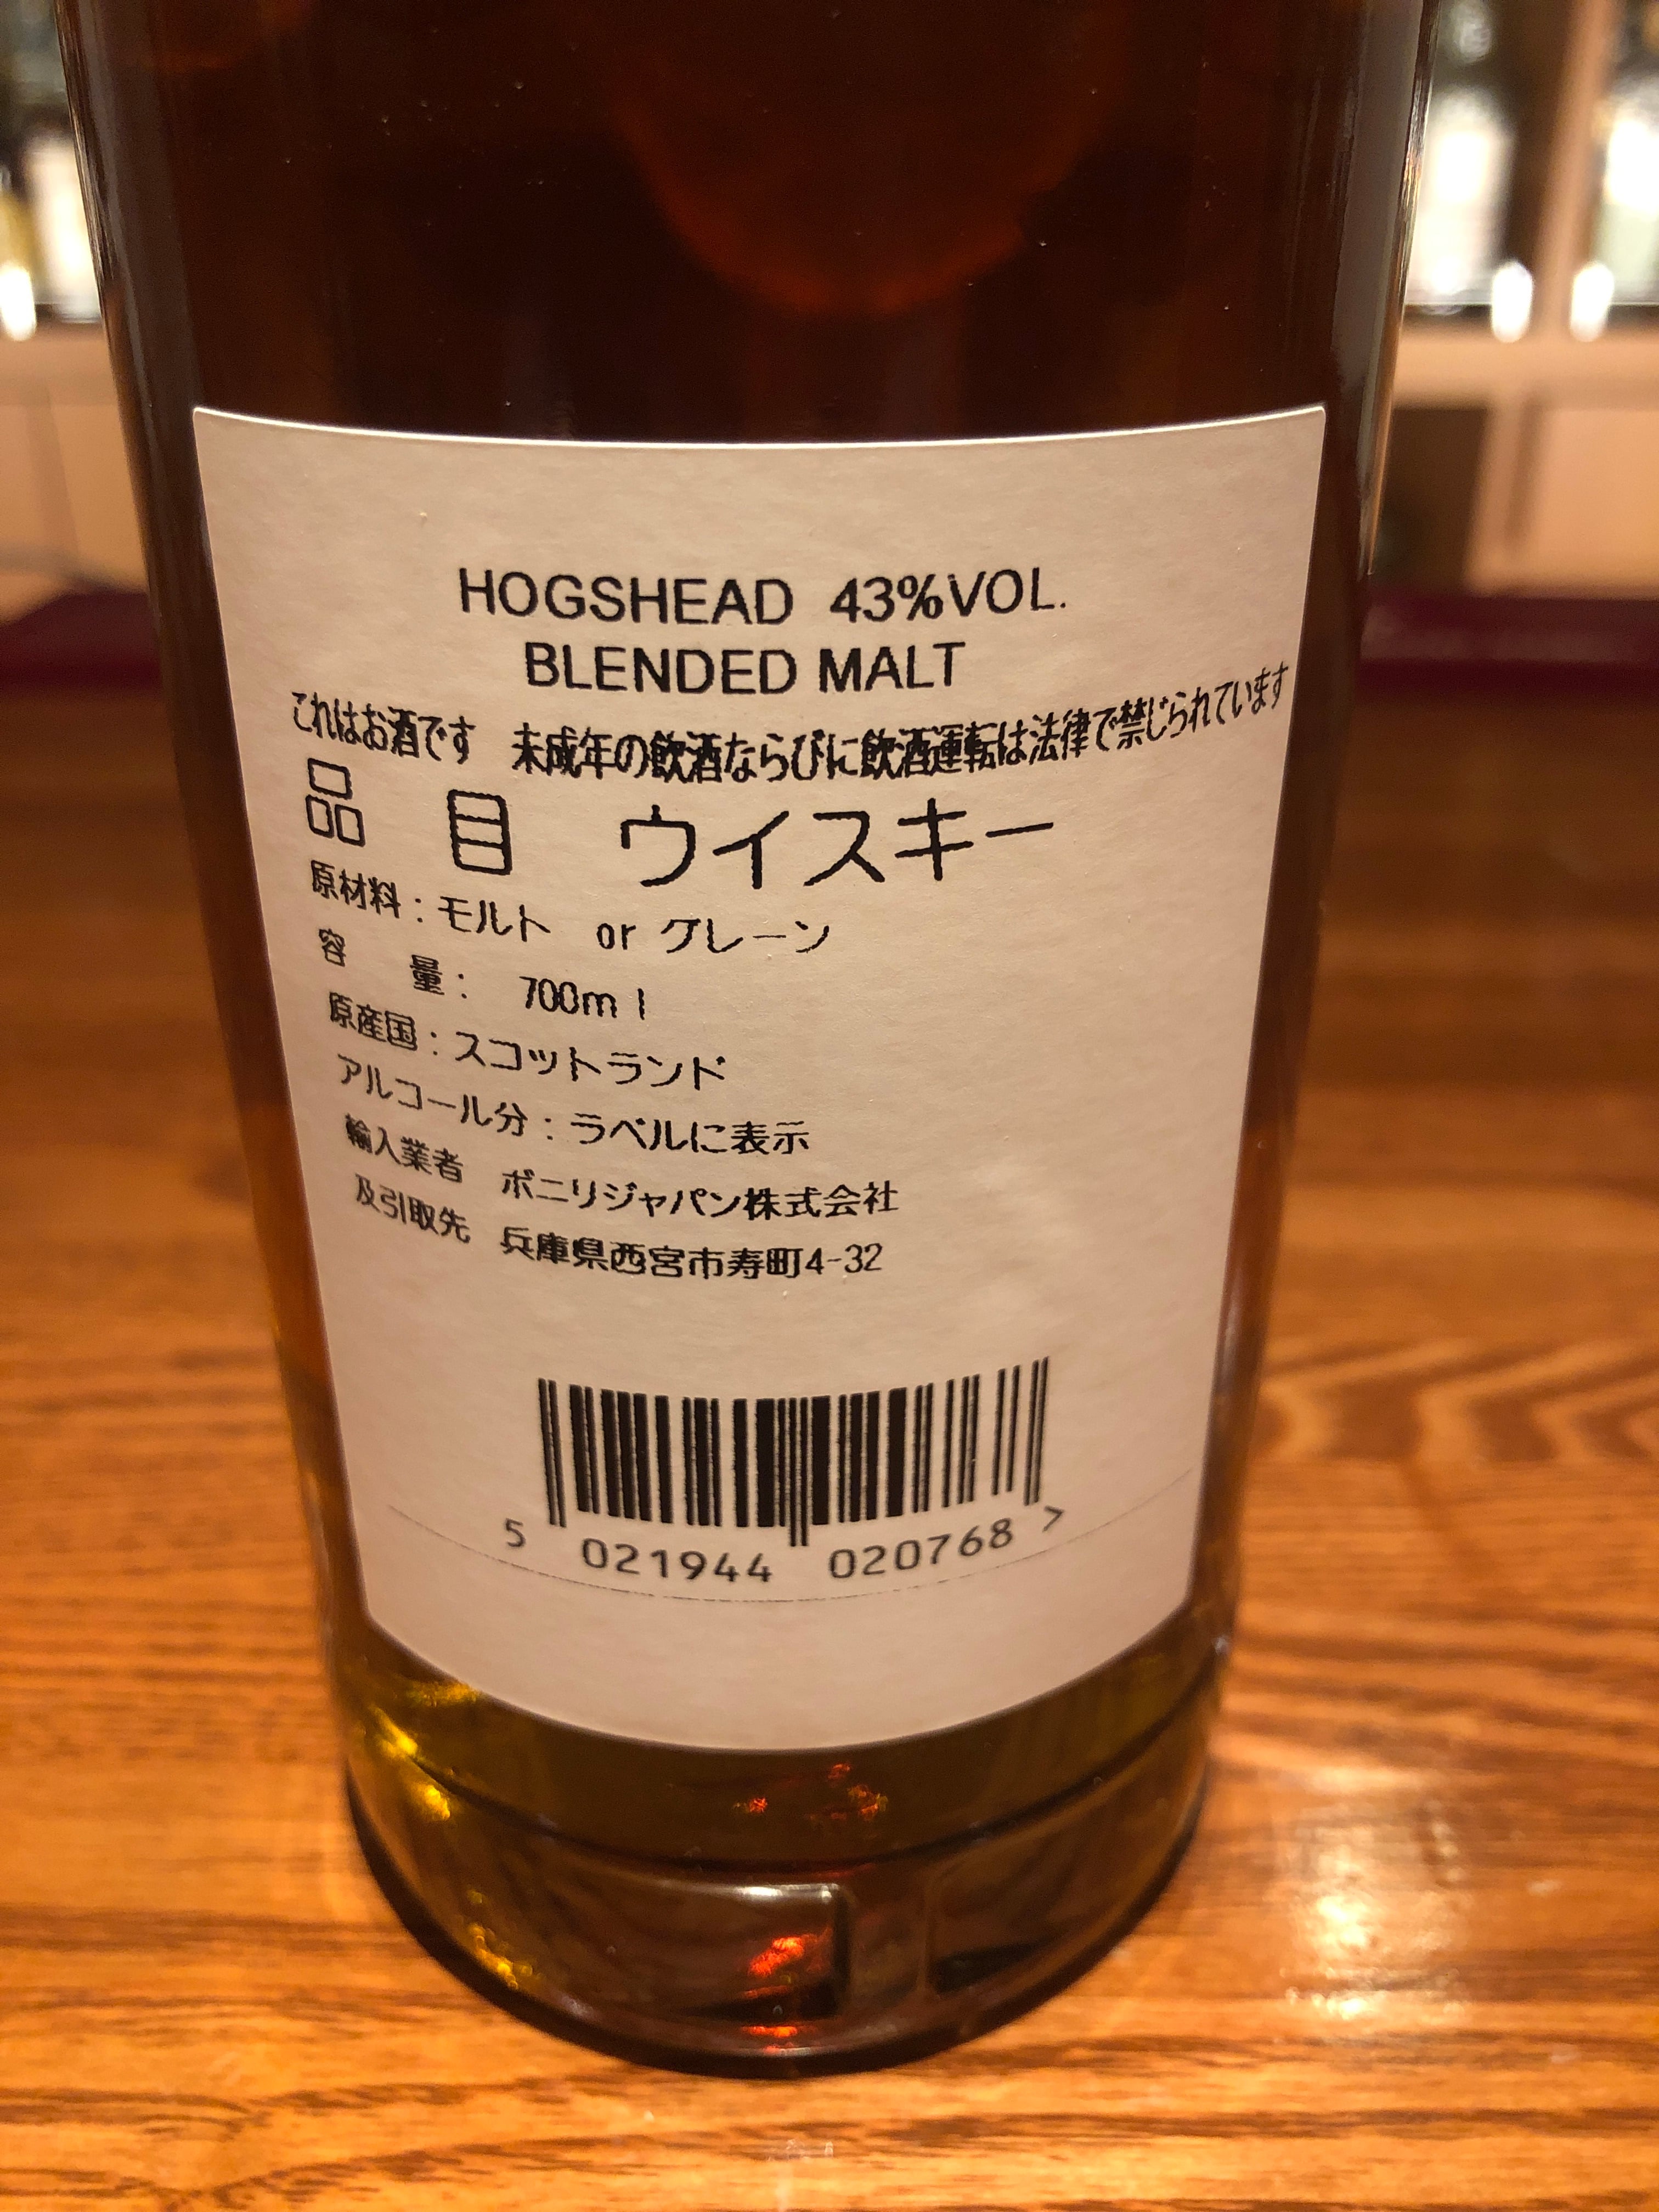 HOGSHEAD 43%VOL.
BLENDED MALT
これはお酒です 未成年の飲酒ならびに飲酒運転は法律で禁じられています
品 目 ウイスキー
原材料：モルト or グレーン
容 量： 700ml
原産国：スコットランド
アルコール分：ラベルに表示
輸入業者 ボニリジャパン株式会社
及引取先 兵庫県西宮市寿町4-32
5 021944 020768 >